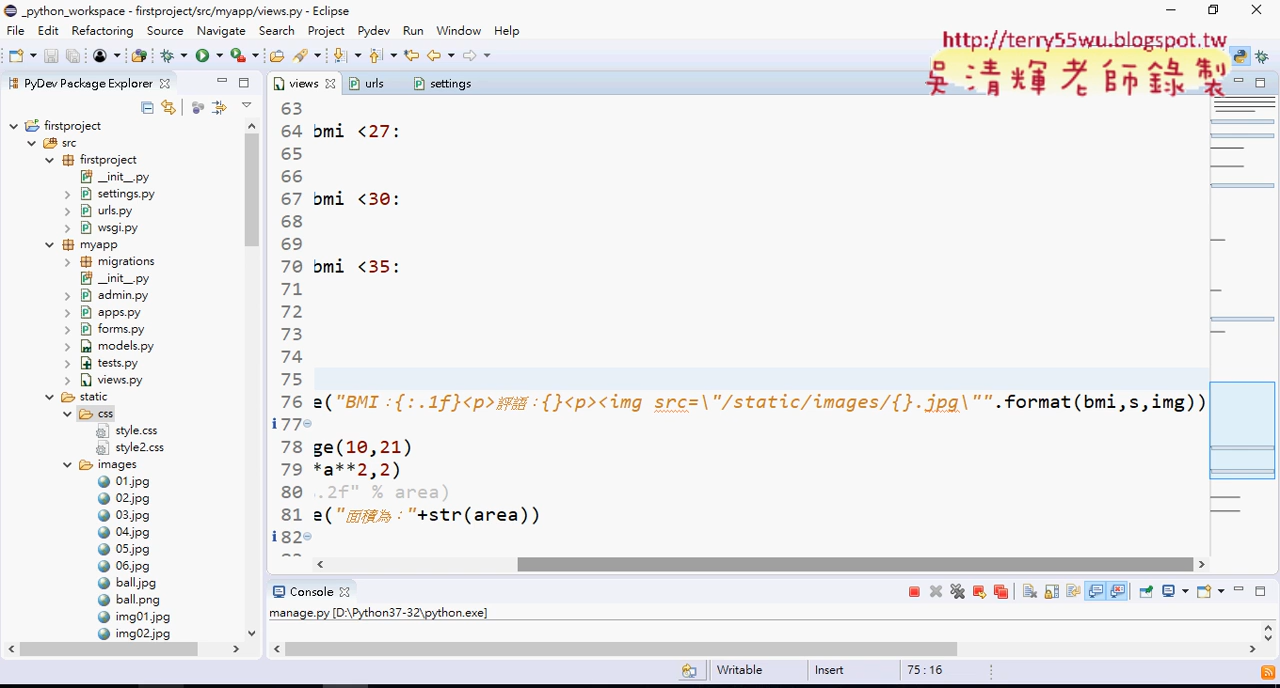 _python_workspace - firstproject/src/myapp/views.py - Eclipse
File Edit Refactoring Source Navigate Search Project Pydev Run Window Help
http://terry55wu.blogspot.tw
吳清輝老師錄製
PyDev Package Explorer
views urls settings
firstproject
src
firstproject
__init__.py
settings.py
urls.py
wsgi.py
myapp
migrations
__init__.py
admin.py
apps.py
forms.py
models.py
tests.py
views.py
static
css
style.css
style2.css
images
01.jpg
02.jpg
03.jpg
04.jpg
05.jpg
06.jpg
ball.jpg
ball.png
img01.jpg
img02.jpg
63
64 bmi <27:
65
66
67 bmi <30:
68
69
70 bmi <35:
71
72
73
74
75
76 e("BMI：{:.1f}<p>評語：{}<p><img src=\"/static/images/{}.jpg\"".format(bmi,s,img))
77
78 ge(10,21)
79 *a**2,2)
80 .2f" % area)
81 e("面積為："+str(area))
82
Console
manage.py [D:\Python37-32\python.exe]
Writable Insert 75 : 16